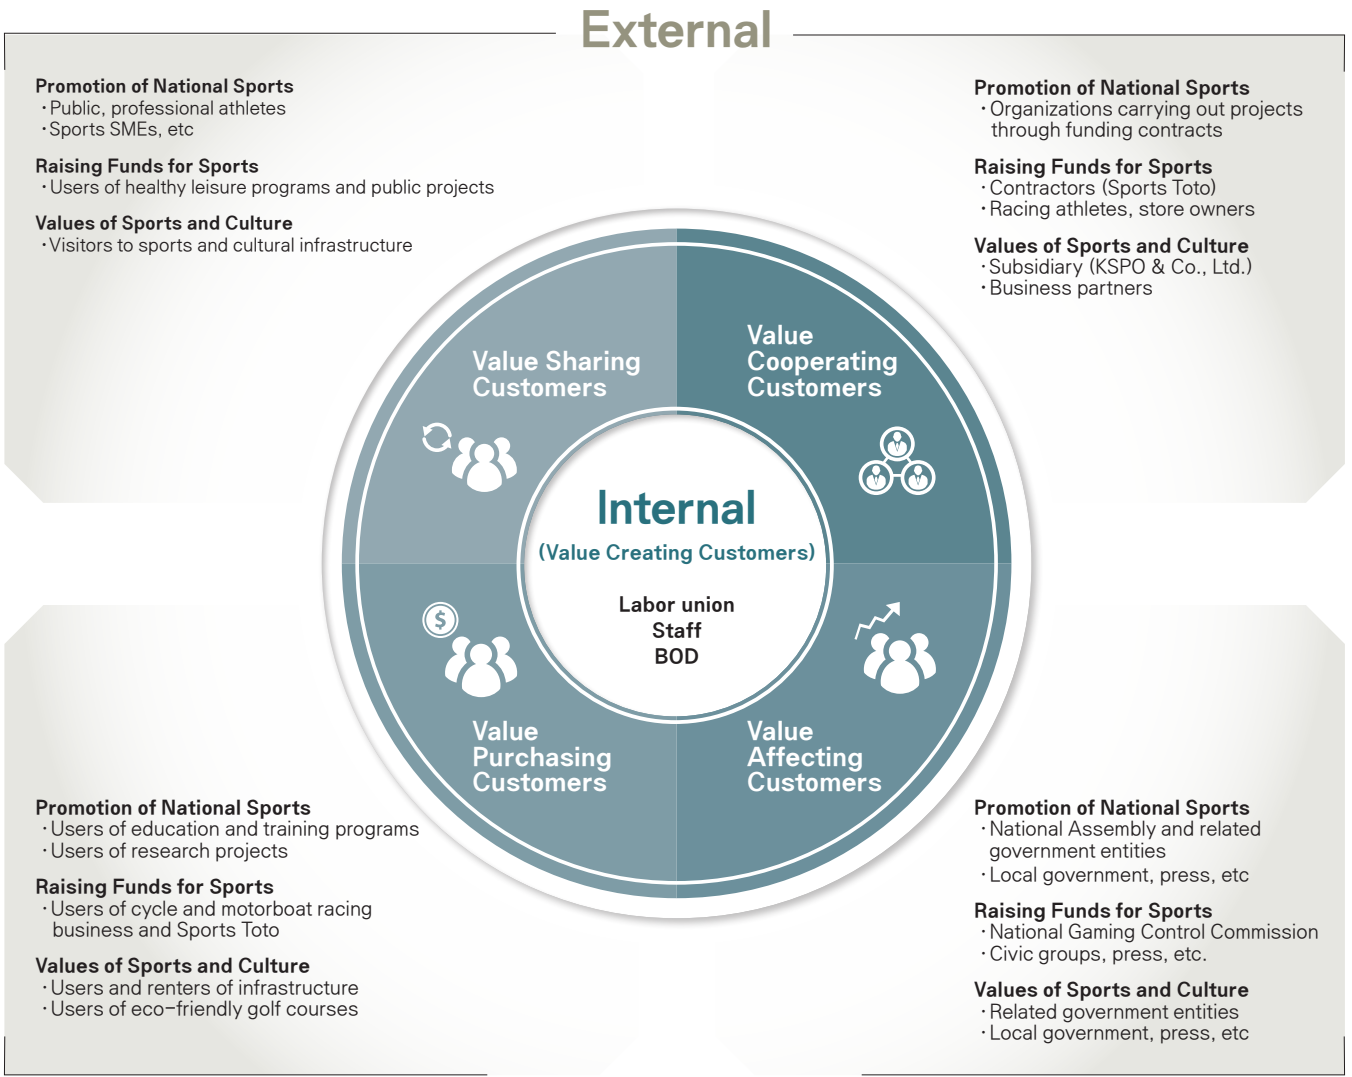 External
Promotion of National Sports
·Public, professional athletes
·Sports SMEs, etc
Raising Funds for Sports
·Users of healthy leisure programs and public projects
Values of Sports and Culture
·Visitors to sports and cultural infrastructure
Promotion of National Sports
·Organizations carrying out projects
through funding contracts
Raising Funds for Sports
·Contractors (Sports Toto)
·Racing athletes, store owners
Values of Sports and Culture
·Subsidiary (KSPO & Co., Ltd.)
·Business partners
Value Sharing
Customers
Value
Cooperating
Customers
Internal
(Value Creating Customers)
Labor union
Staff
BOD
$
Value
Purchasing
Customers
Value
Affecting
Customers
Promotion of National Sports
·Users of education and training programs
·Users of research projects
Raising Funds for Sports
·Users of cycle and motorboat racing
business and Sports Toto
Values of Sports and Culture
·Users and renters of infrastructure
·Users of eco-friendly golf courses
Promotion of National Sports
·National Assembly and related
government entities
·Local government, press, etc
Raising Funds for Sports
·National Gaming Control Commission
·Civic groups, press, etc.
Values of Sports and Culture
·Related government entities
·Local government, press, etc